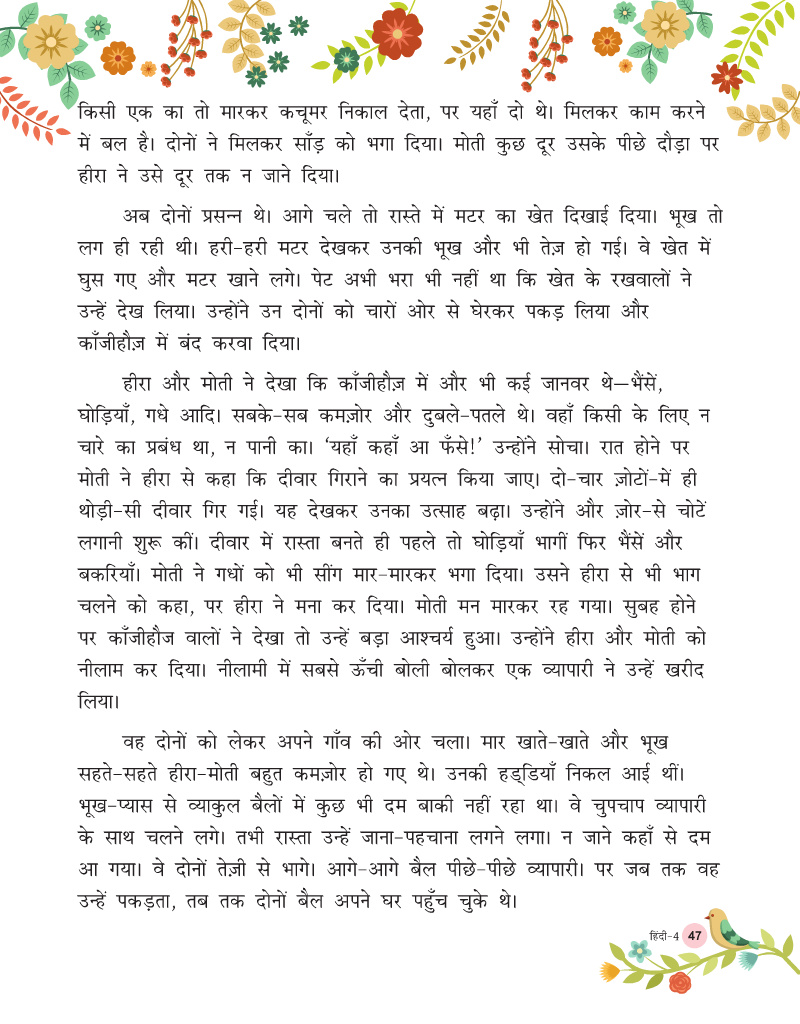 किसी एक का तो मारकर कचूमर निकाल देता, पर यहाँ दो थे। मिलकर काम करने
में बल है। दोनों ने मिलकर साँड़ को भगा दिया। मोती कुछ दूर उसके पीछे दौड़ा पर
हीरा ने उसे दूर तक न जाने दिया।
अब दोनों प्रसन्न थे। आगे चले तो रास्ते में मटर का खेत दिखाई दिया। भूख तो
लग ही रही थी। हरी-हरी मटर देखकर उनकी भूख और भी तेज़ हो गई। वे खेत में
घुस गए और मटर खाने लगे। पेट अभी भरा भी नहीं था कि खेत के रखवालों ने
उन्हें देख लिया। उन्होंने उन दोनों को चारों ओर से घेरकर पकड़ लिया और
काँजीहौज़ में बंद करवा दिया।
हीरा और मोती ने देखा कि काँजीहौज़ में और भी कई जानवर थे—भैंसें,
घोड़ियाँ, गधे आदि। सबके-सब कमज़ोर और दुबले-पतले थे। वहाँ किसी के लिए न
चारे का प्रबंध था, न पानी का। ‘यहाँ कहाँ आ फँसे!’ उन्होंने सोचा। रात होने पर
मोती ने हीरा से कहा कि दीवार गिराने का प्रयत्न किया जाए। दो-चार ज़ोटों-में ही
थोड़ी-सी दीवार गिर गई। यह देखकर उनका उत्साह बढ़ा। उन्होंने और ज़ोर-से चोटें
लगानी शुरू कीं। दीवार में रास्ता बनते ही पहले तो घोड़ियाँ भागीं फिर भैंसें और
बकरियाँ। मोती ने गधों को भी सींग मार-मारकर भगा दिया। उसने हीरा से भी भाग
चलने को कहा, पर हीरा ने मना कर दिया। मोती मन मारकर रह गया। सुबह होने
पर काँजीहौज वालों ने देखा तो उन्हें बड़ा आश्चर्य हुआ। उन्होंने हीरा और मोती को
नीलाम कर दिया। नीलामी में सबसे ऊँची बोली बोलकर एक व्यापारी ने उन्हें खरीद
लिया।
वह दोनों को लेकर अपने गाँव की ओर चला। मार खाते-खाते और भूख
सहते-सहते हीरा-मोती बहुत कमज़ोर हो गए थे। उनकी हड्डियाँ निकल आई थीं।
भूख-प्यास से व्याकुल बैलों में कुछ भी दम बाकी नहीं रहा था। वे चुपचाप व्यापारी
के साथ चलने लगे। तभी रास्ता उन्हें जाना-पहचाना लगने लगा। न जाने कहाँ से दम
आ गया। वे दोनों तेज़ी से भागे। आगे-आगे बैल पीछे-पीछे व्यापारी। पर जब तक वह
उन्हें पकड़ता, तब तक दोनों बैल अपने घर पहुँच चुके थे।
हिंदी-4 47